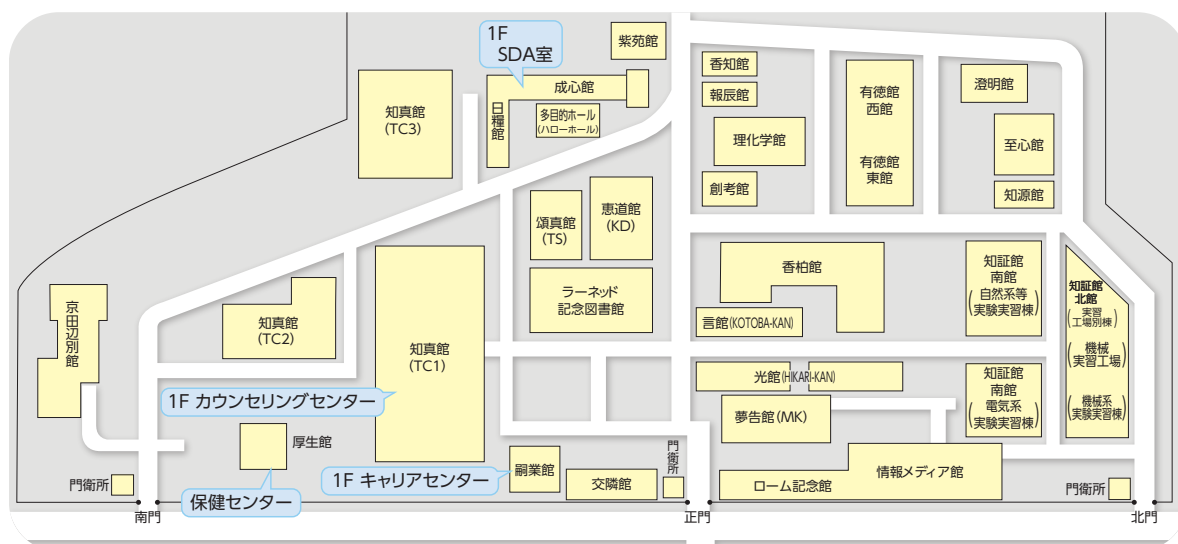 紫苑館
1F
SDA室
成心館
日糧館
多目的ホール
(ハローホール)
知真館
(TC3)
香知館
報辰館
理化学館
創考館
有徳館
西館
有徳館
東館
澄明館
至心館
知源館
頌真館
(TS)
恵道館
(KD)
ラーネッド
記念図書館
香柏館
言館(KOTOBA-KAN)
知証館
南館
(自然系等
実験実習棟)
知証館
北館
(実習
工場別棟)
(機械
実習工場)
(機械系
実験実習棟)
京田辺別館
知真館
(TC2)
知真館
(TC1)
1F カウンセリングセンター
光館(HIKARI-KAN)
夢告館(MK)
知証館
南館
(電気系
実験実習棟)
厚生館
保健センター
1F キャリアセンター
嗣業館
交隣館
門衛所
ローム記念館
情報メディア館
門衛所
門衛所
南門
正門
北門